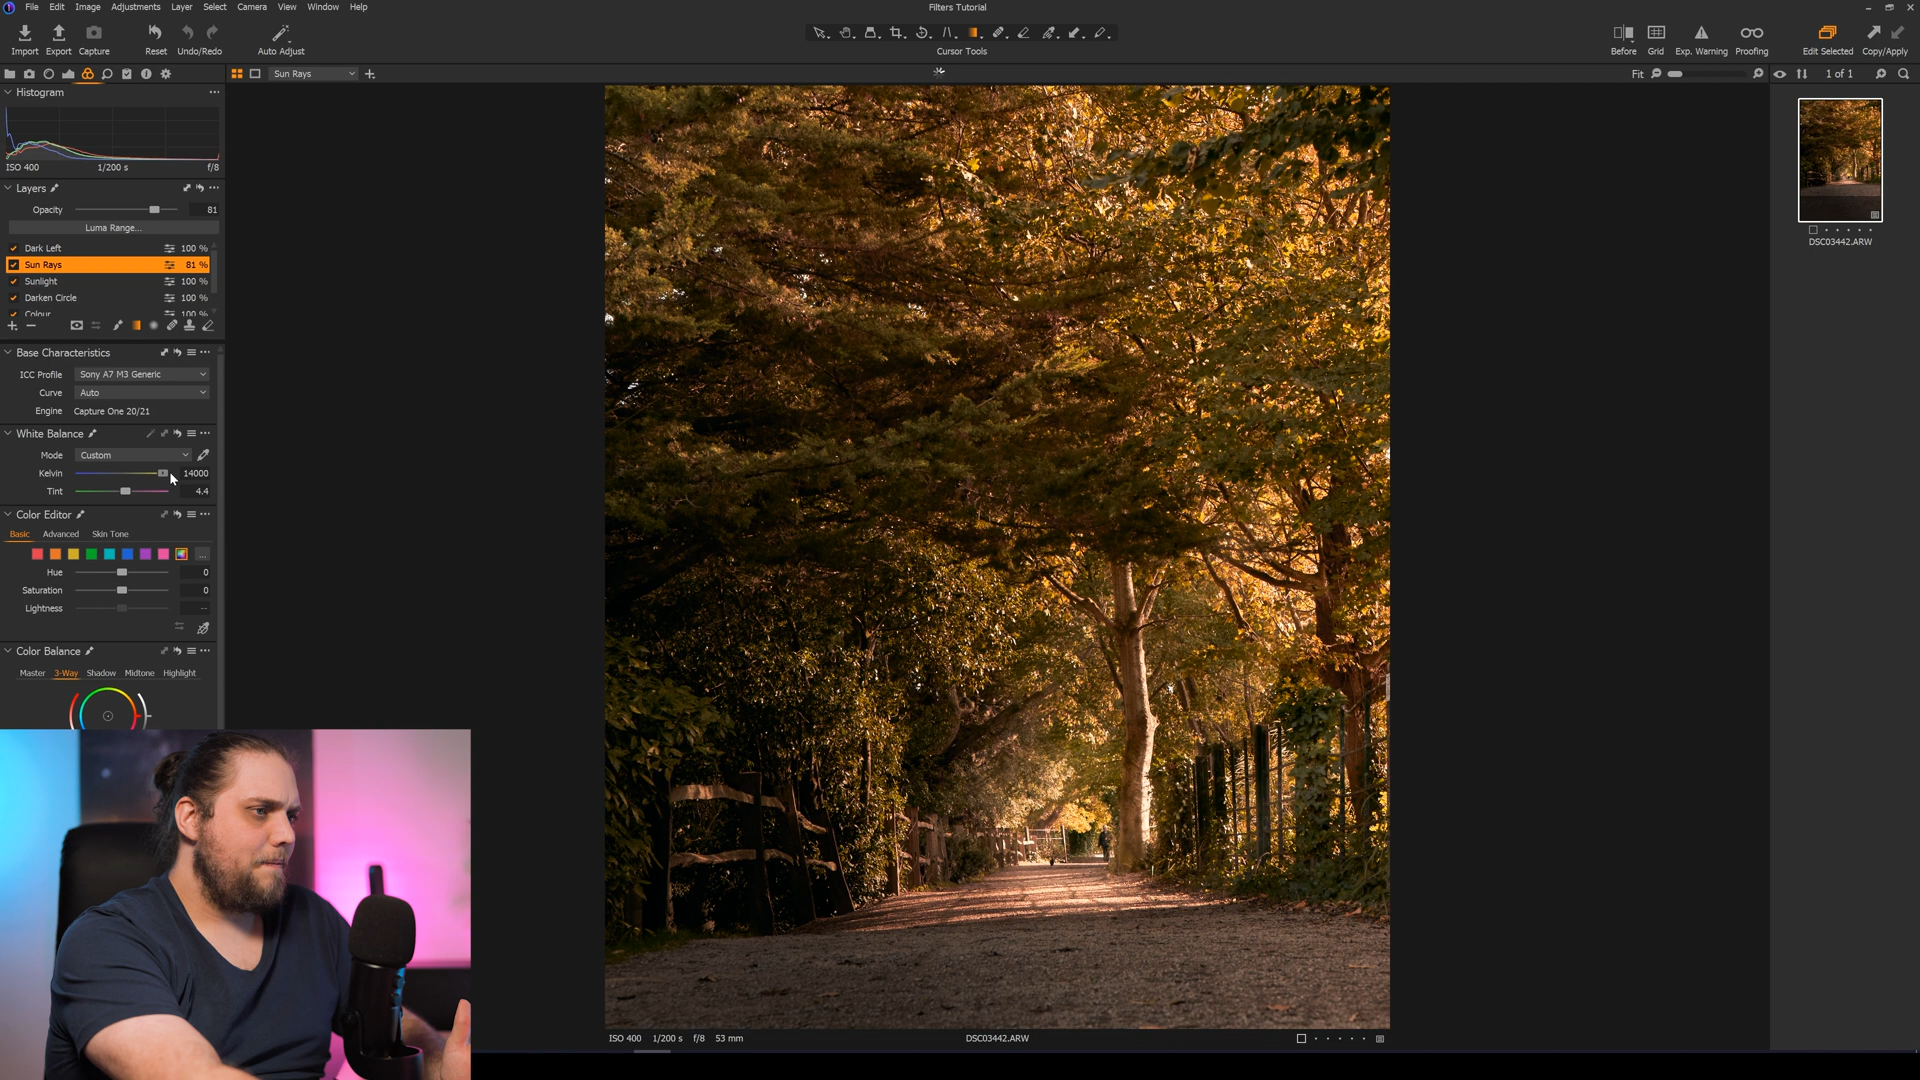 File Edit Image Adjustments Layer Select Camera View Window Help
Filters Tutorial
Import Export Capture Reset Undo/Redo Auto Adjust
Cursor Tools
Before Grid Exp. Warning Proofing Edit Selected Copy/Apply
Sun Rays
Fit
1 of 1
Histogram
ISO 400 1/200 s f/8
Layers
Opacity 81
Luma Range...
Dark Left 100 %
Sun Rays 81 %
Sunlight 100 %
Darken Circle 100 %
Colour 100 %
Base Characteristics
ICC Profile Sony A7 M3 Generic
Curve Auto
Engine Capture One 20/21
White Balance
Mode Custom
Kelvin 14000
Tint 4.4
Color Editor
Basic Advanced Skin Tone
...
Hue 0
Saturation 0
Lightness --
Color Balance
Master 3-Way Shadow Midtone Highlight
DSC03442.ARW
ISO 400 1/200 s f/8 53 mm
DSC03442.ARW